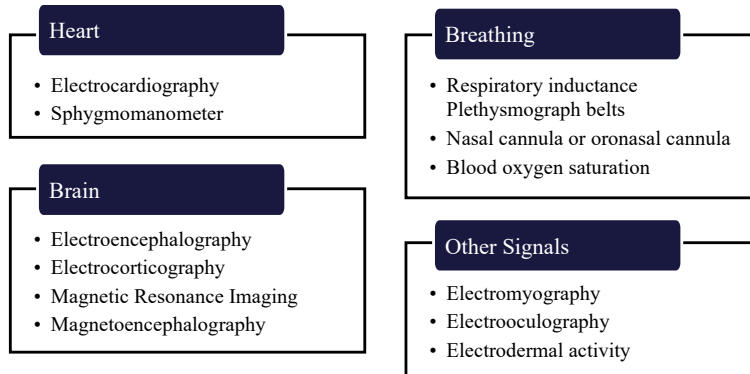 Heart
• Electrocardiography
• Sphygmomanometer
Brain
• Electroencephalography
• Electrocorticography
• Magnetic Resonance Imaging
• Magnetoencephalography
Breathing
• Respiratory inductance
Plethysmograph belts
• Nasal cannula or oronasal cannula
• Blood oxygen saturation
Other Signals
• Electromyography
• Electrooculography
• Electrodermal activity